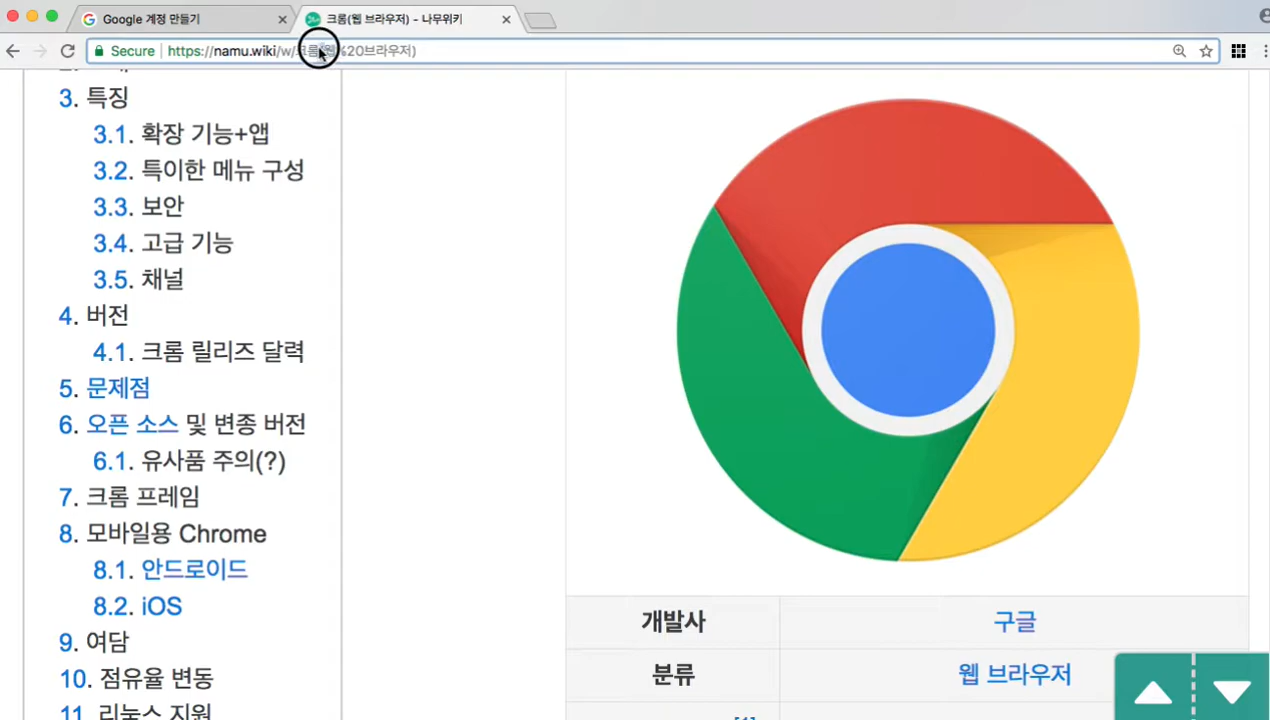 Google 계정 만들기
크롬(웹 브라우저) - 나무위키
Secure
https://namu.wiki/w/크롬(웹%20브라우저)
3. 특징
3.1. 확장 기능+앱
3.2. 특이한 메뉴 구성
3.3. 보안
3.4. 고급 기능
3.5. 채널
4. 버전
4.1. 크롬 릴리즈 달력
5. 문제점
6. 오픈 소스 및 변종 버전
6.1. 유사품 주의(?)
7. 크롬 프레임
8. 모바일용 Chrome
8.1. 안드로이드
8.2. iOS
9. 여담
10. 점유율 변동
11. 리눅스 지원
개발사
구글
분류
웹 브라우저
[1]